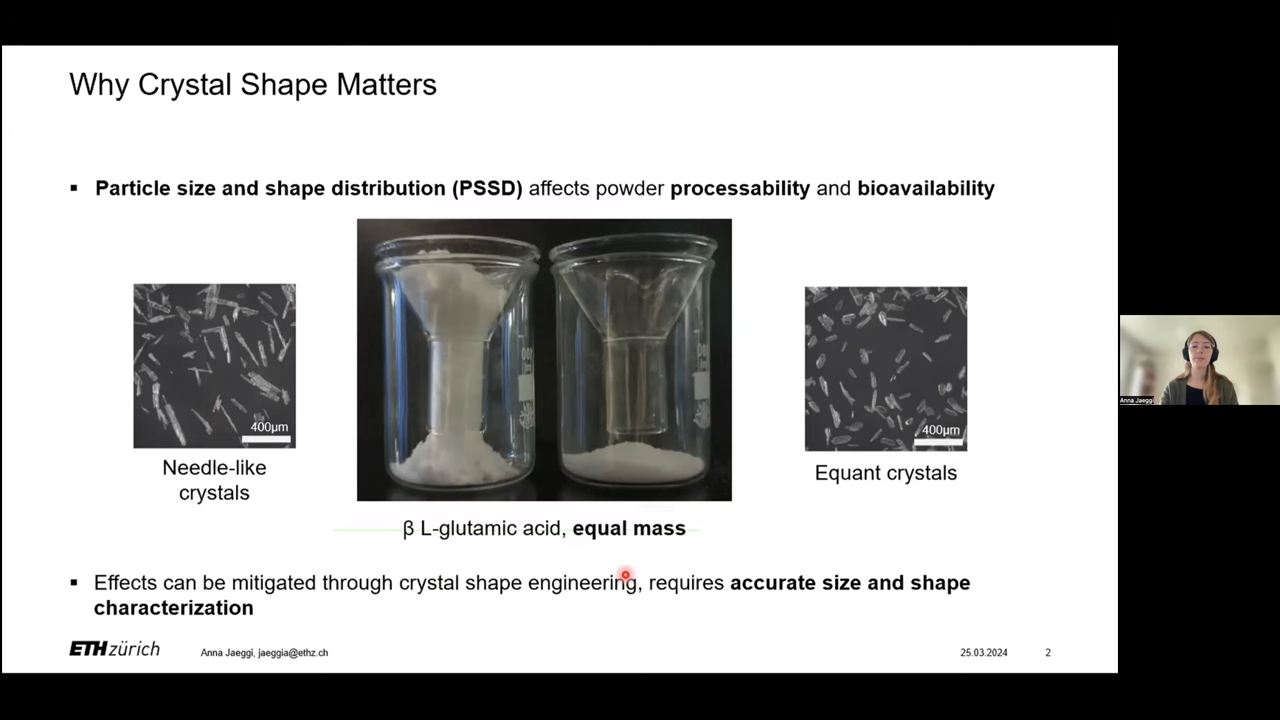 Why Crystal Shape Matters
▪ Particle size and shape distribution (PSSD) affects powder processability and bioavailability
400µm
Needle-like
crystals
400µm
Equant crystals
β L-glutamic acid, equal mass
▪ Effects can be mitigated through crystal shape engineering, requires accurate size and shape
characterization
ETH zürich
Anna Jaeggi, jaeggia@ethz.ch
25.03.2024
2
Anna Jaeggi